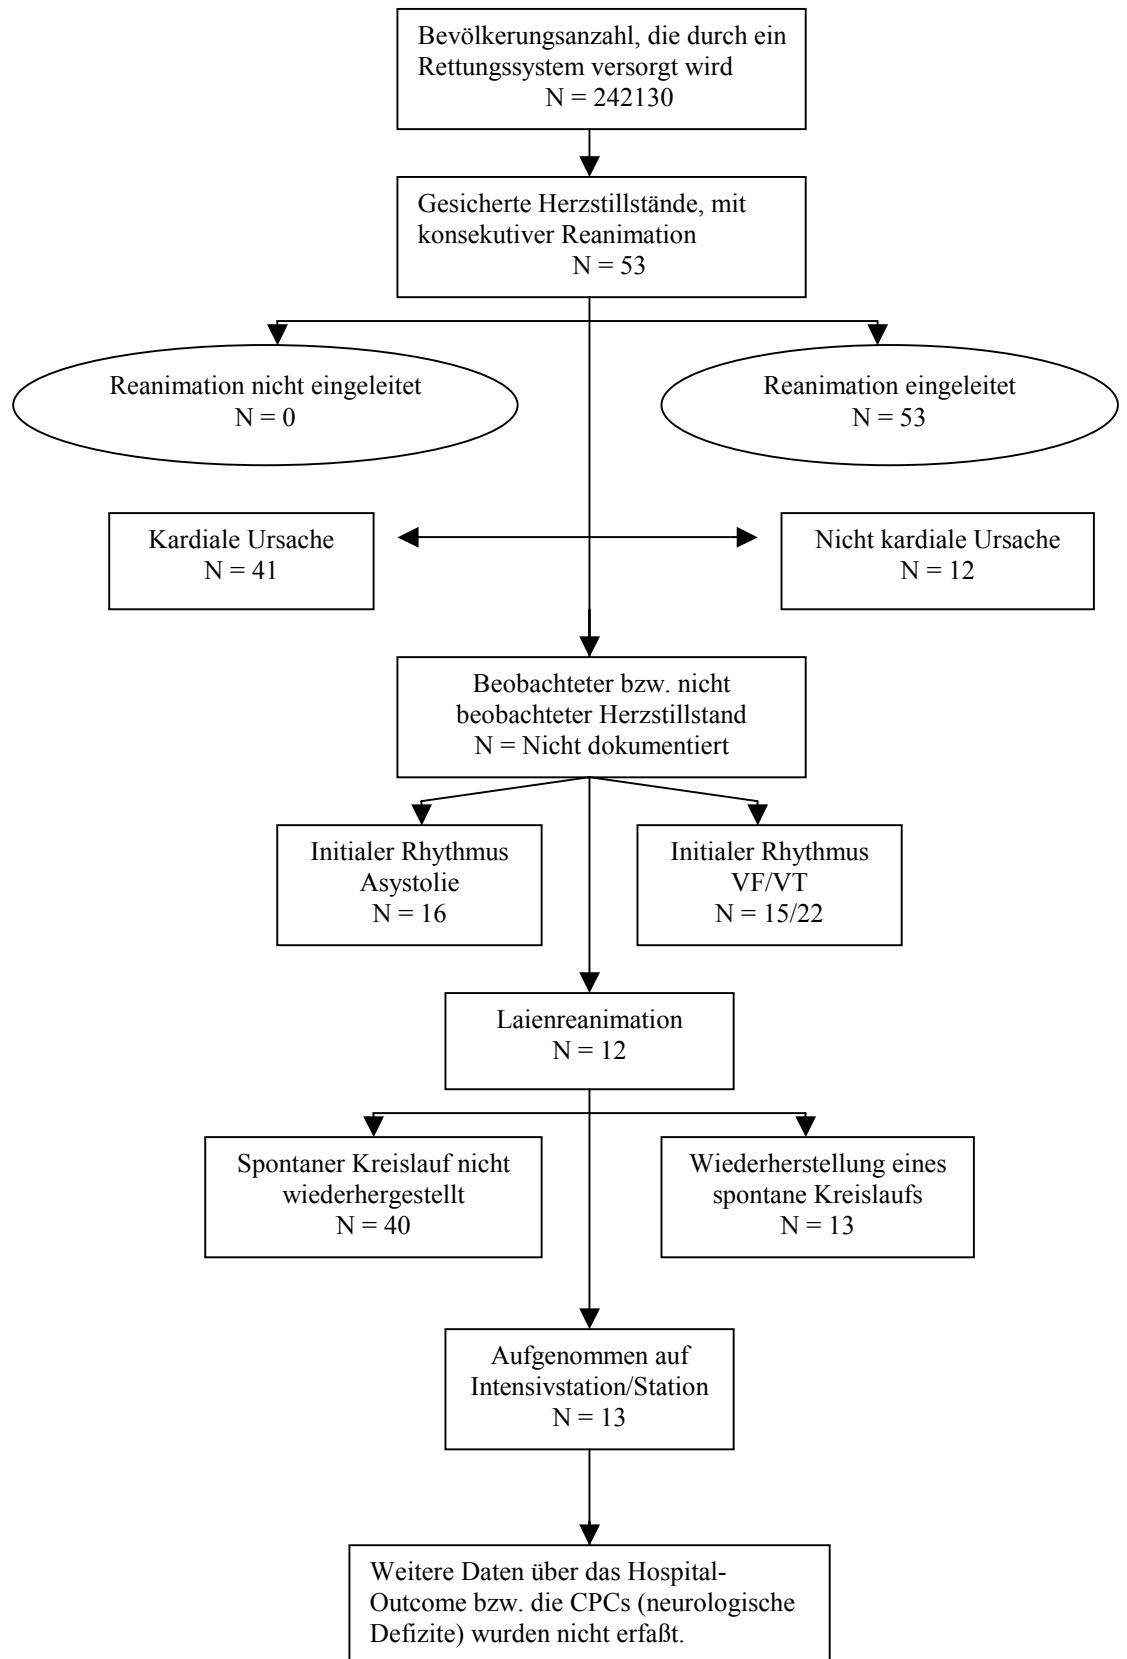 Bevölkerungsanzahl, die durch ein
Rettungssystem versorgt wird
N = 242130
Gesicherte Herzstillstände, mit
konsekutiver Reanimation
N = 53
Reanimation nicht eingeleitet
N = 0
Reanimation eingeleitet
N = 53
Kardiale Ursache
N = 41
Nicht kardiale Ursache
N = 12
Beobachteter bzw. nicht
beobachteter Herzstillstand
N = Nicht dokumentiert
Initialer Rhythmus
Asystolie
N = 16
Initialer Rhythmus
VF/VT
N = 15/22
Laienreanimation
N = 12
Spontaner Kreislauf nicht
wiederhergestellt
N = 40
Wiederherstellung eines
spontane Kreislaufs
N = 13
Aufgenommen auf
Intensivstation/Station
N = 13
Weitere Daten über das Hospital-
Outcome bzw. die CPCs (neurologische
Defizite) wurden nicht erfaßt.